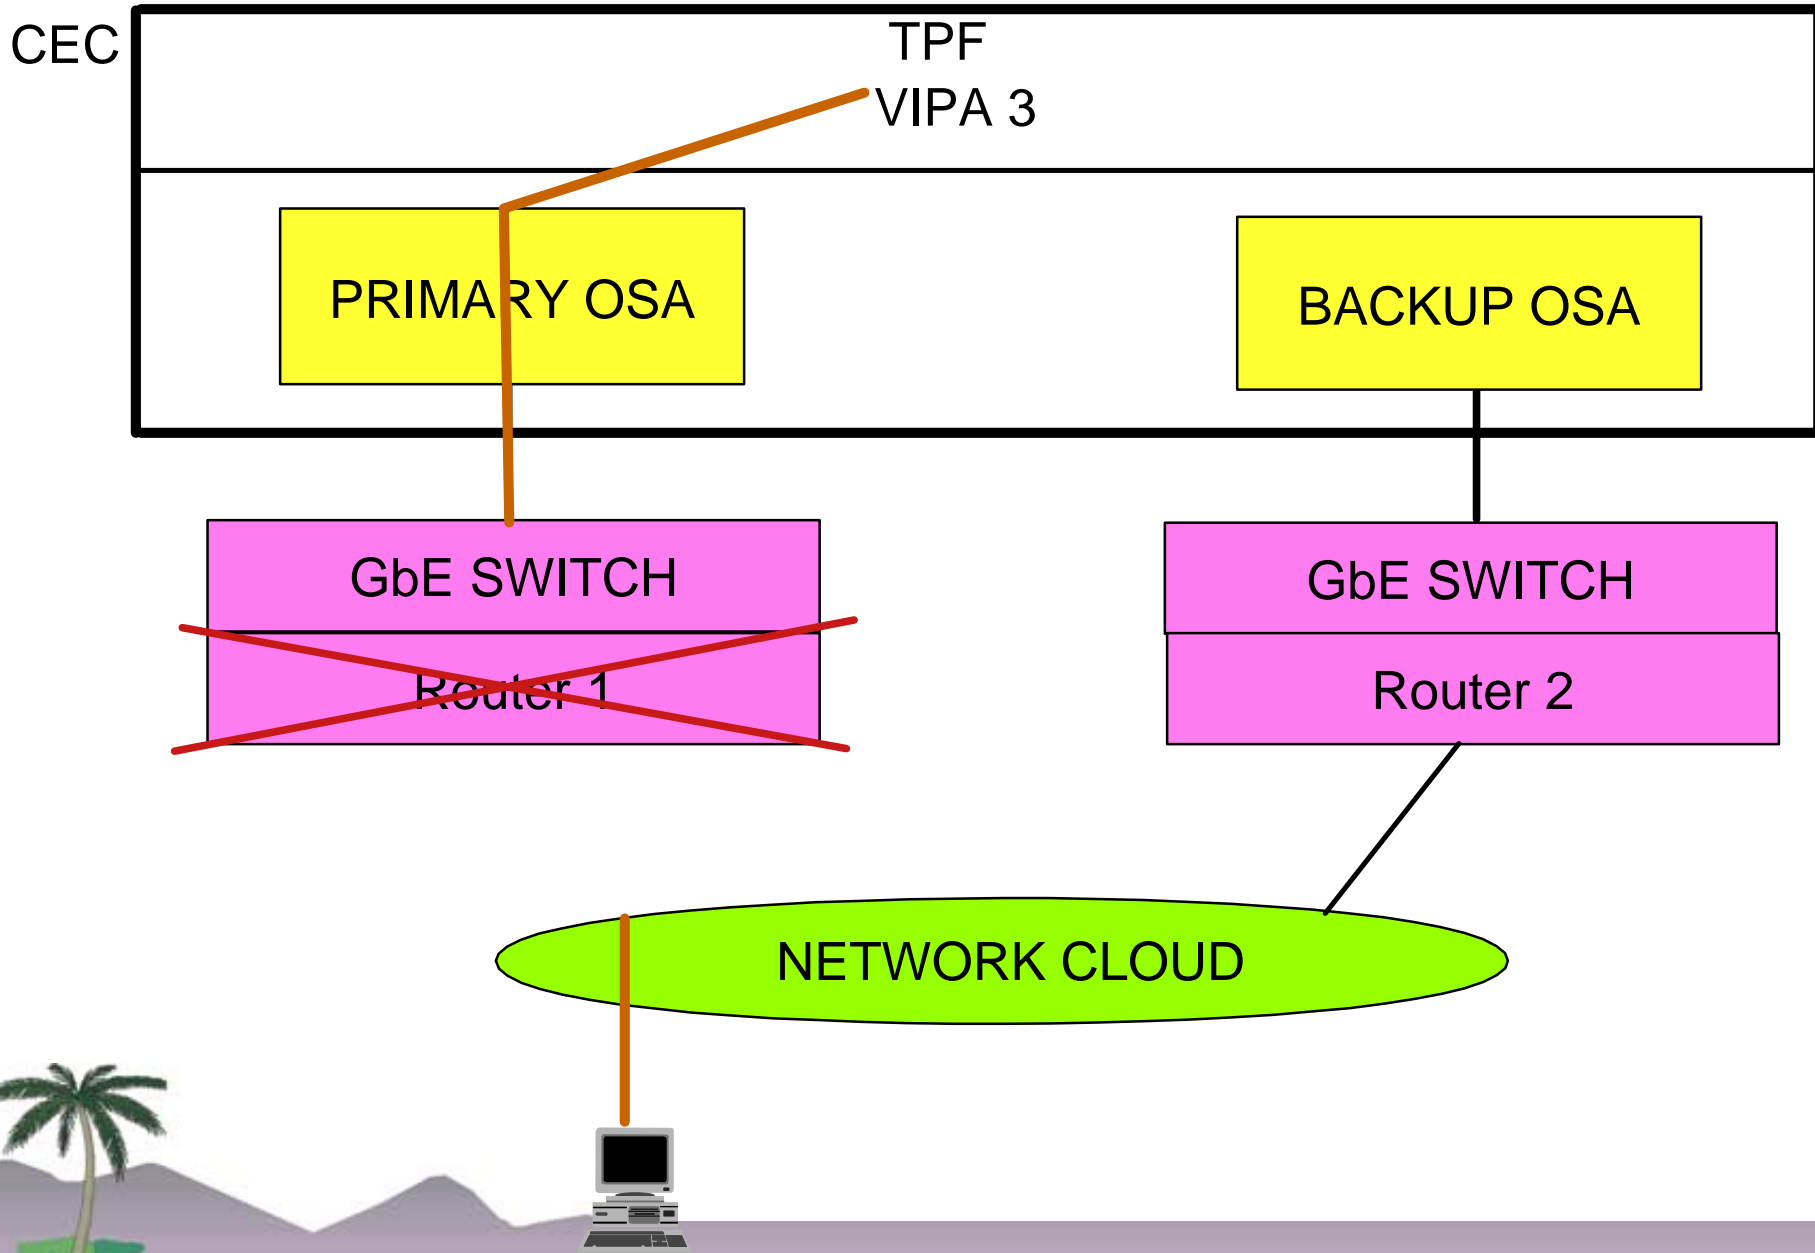 CEC
TPF
VIPA 3
PRIMARY OSA
BACKUP OSA
GbE SWITCH
GbE SWITCH
Router 1
Router 2
NETWORK CLOUD